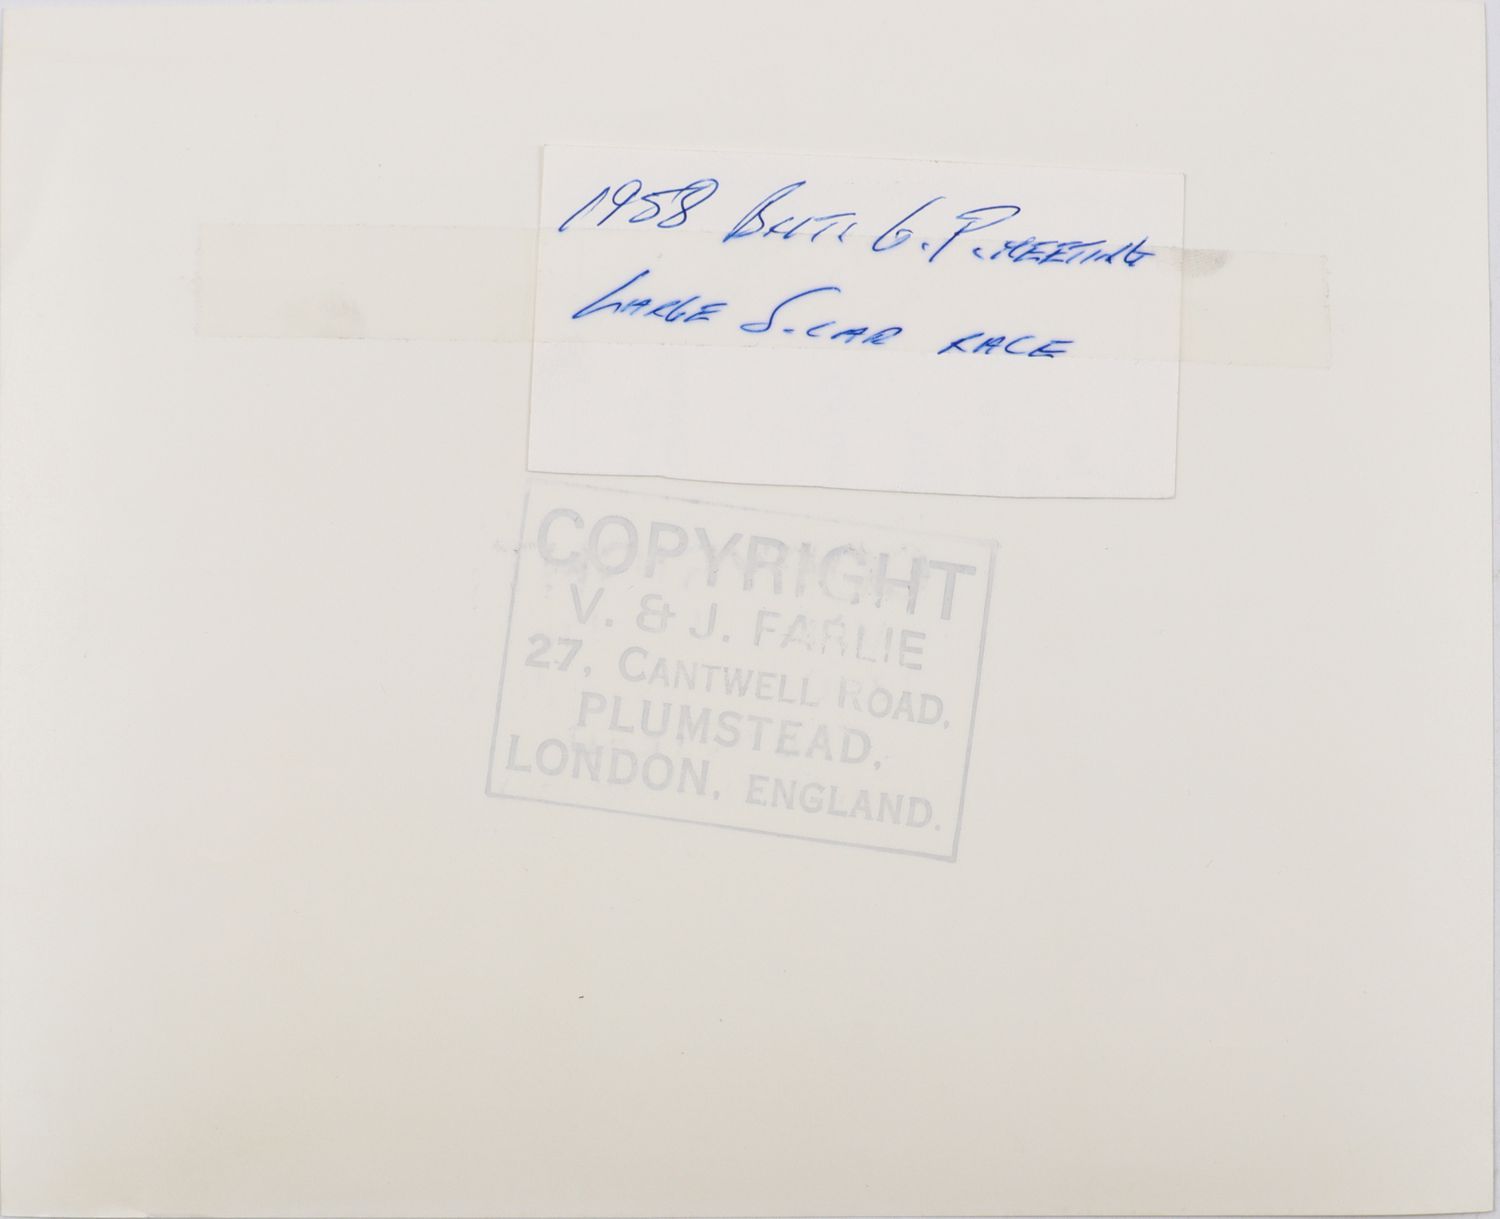 1958 BRIT. G.P. MEETING
LARGE S.CAR RACE
COPYRIGHT
V. & J. FARLIE
27, CANTWELL ROAD,
PLUMSTEAD,
LONDON, ENGLAND.